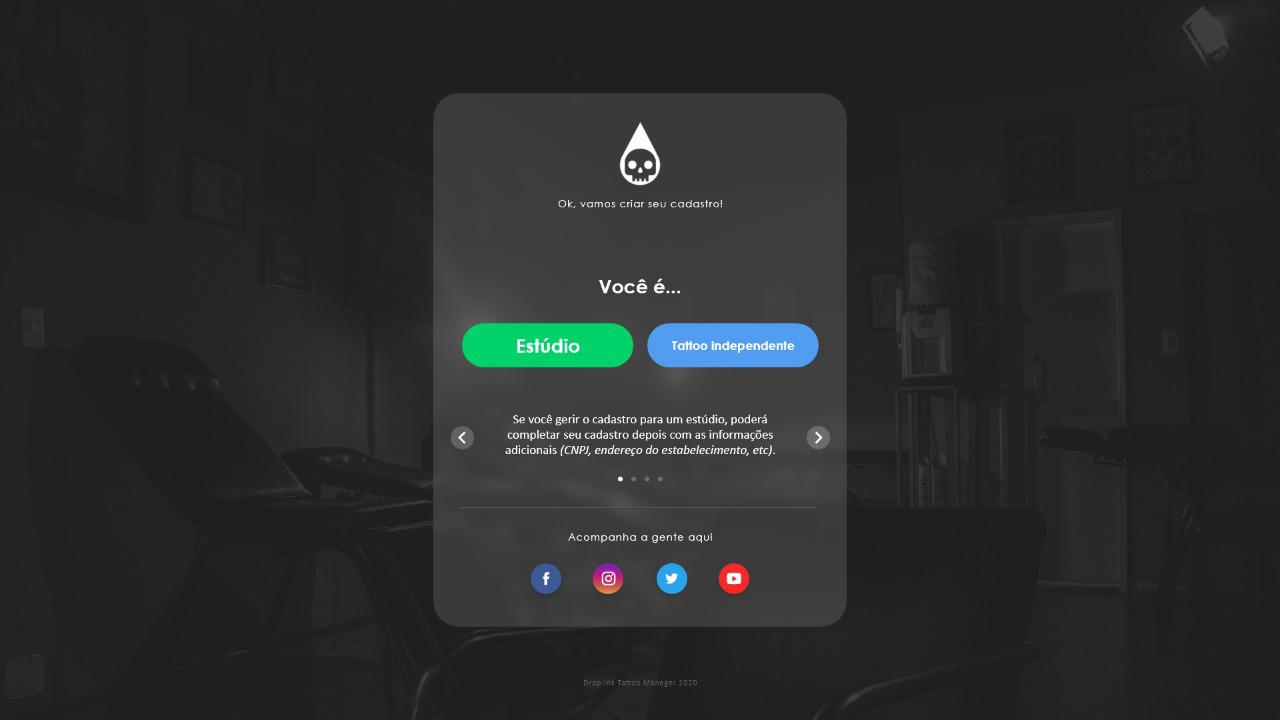 Ok, vamos criar seu cadastro!
Você é...
Estúdio
Tattoo independente
Se você gerir o cadastro para um estúdio, poderá
completar seu cadastro depois com as informações
adicionais (CNPJ, endereço do estabelecimento, etc).
Acompanha a gente aqui
Drop Ink Tattoo Maneger 2020